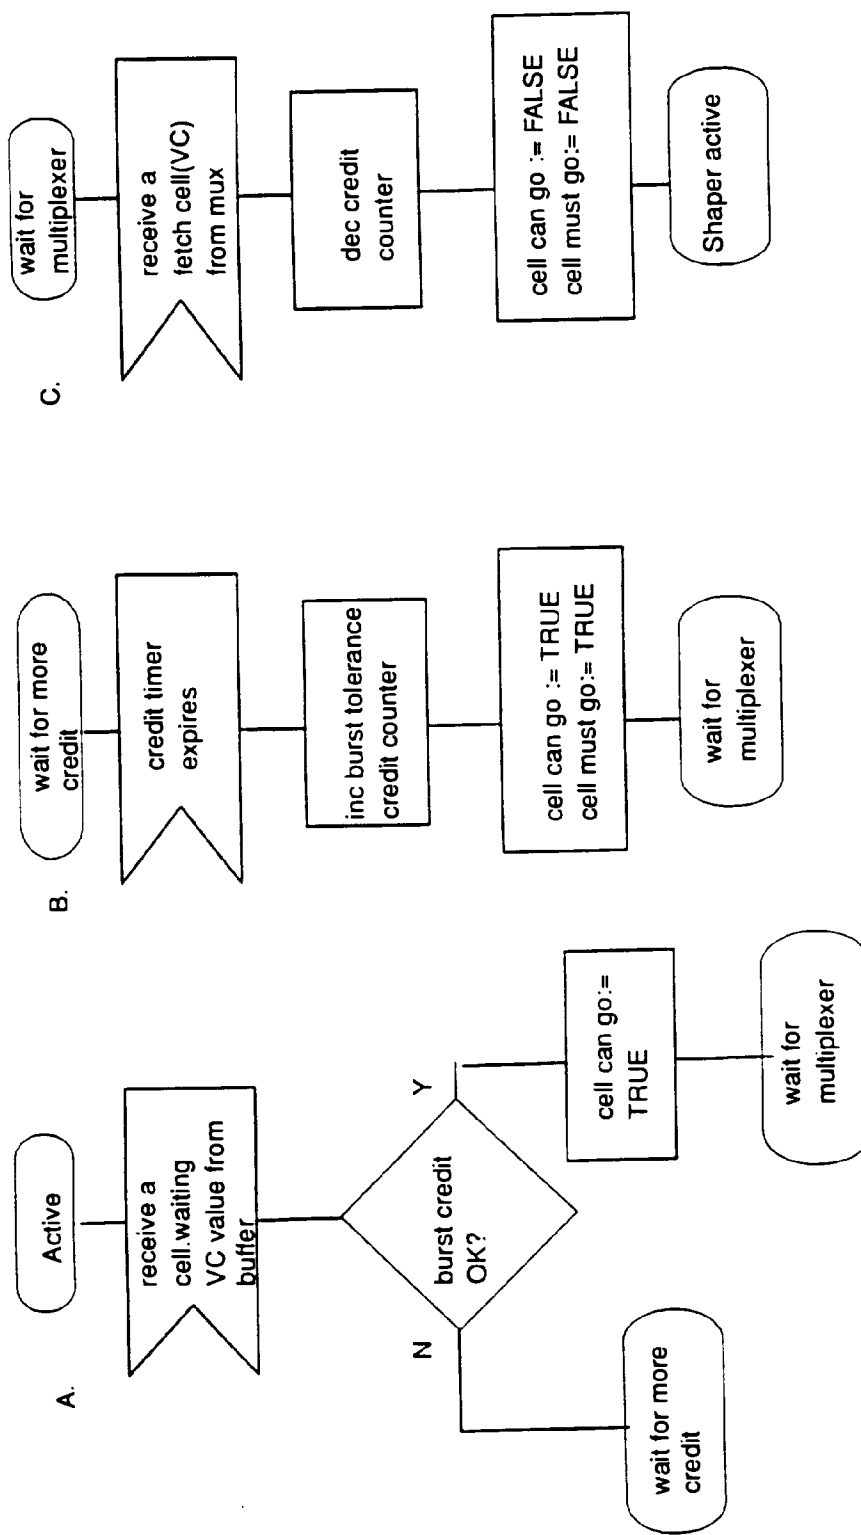 A.
Active
receive a
cell.waiting
VC value from
buffer
burst credit
OK?
N
Y
wait for more
credit
cell can go:=
TRUE
wait for
multiplexer
B.
wait for more
credit
credit timer
expires
inc burst tolerance
credit counter
cell can go := TRUE
cell must go:= TRUE
wait for
multiplexer
C.
wait for
multiplexer
receive a
fetch cell(VC)
from mux
dec credit
counter
cell can go := FALSE
cell must go:= FALSE
Shaper active